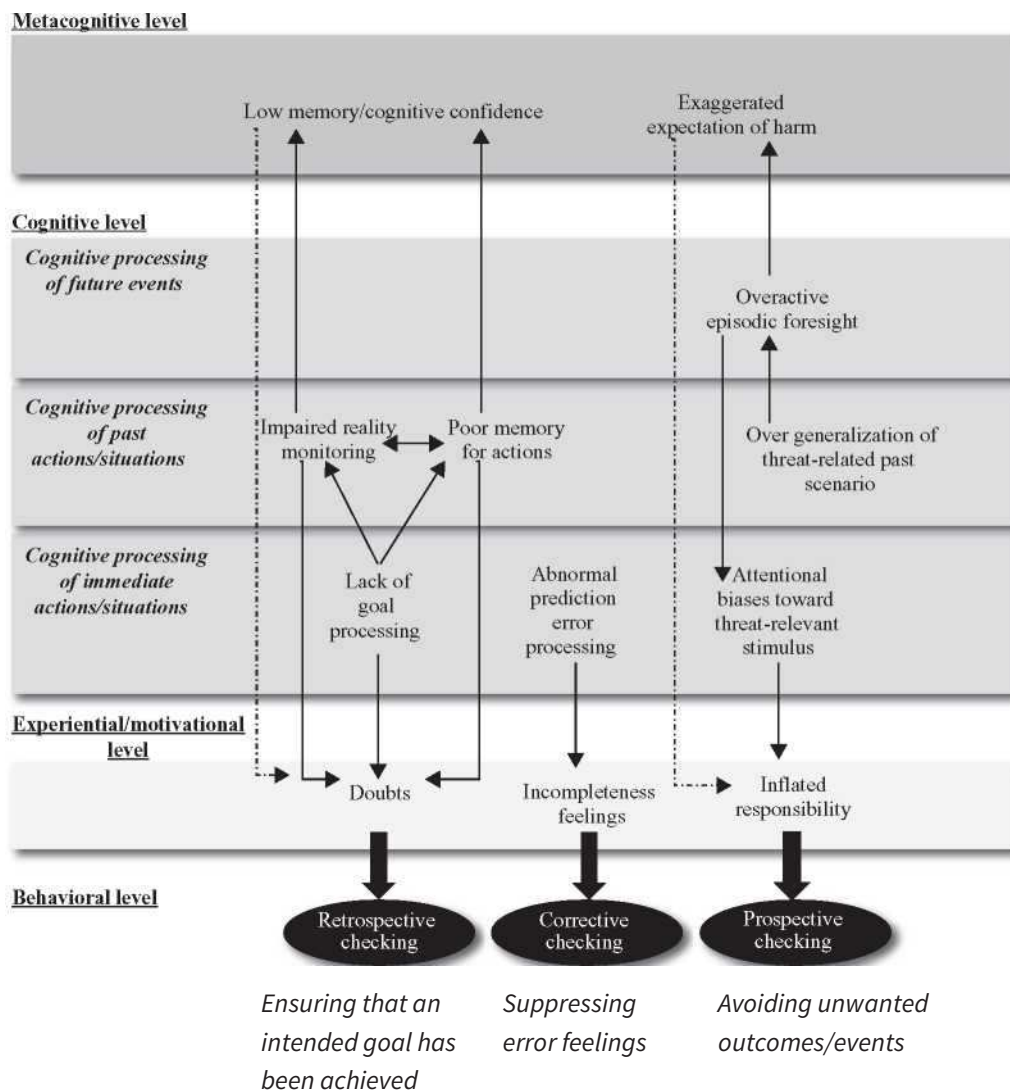 Metacognitive level
Low memory/cognitive confidence
Exaggerated
expectation of harm
Cognitive level
Cognitive processing
of future events
Overactive
episodic foresight
Cognitive processing
of past
actions/situations
Impaired reality
monitoring
Poor memory
for actions
Over generalization of
threat-related past
scenario
Cognitive processing
of immediate
actions/situations
Lack of
goal
processing
Abnormal
prediction
error
processing
Attentional
biases toward
threat-relevant
stimulus
Experiential/motivational
level
Doubts
Incompleteness
feelings
Inflated
responsibility
Behavioral level
Retrospective
checking
Corrective
checking
Prospective
checking
Ensuring that an
intended goal has
been achieved
Suppressing
error feelings
Avoiding unwanted
outcomes/events